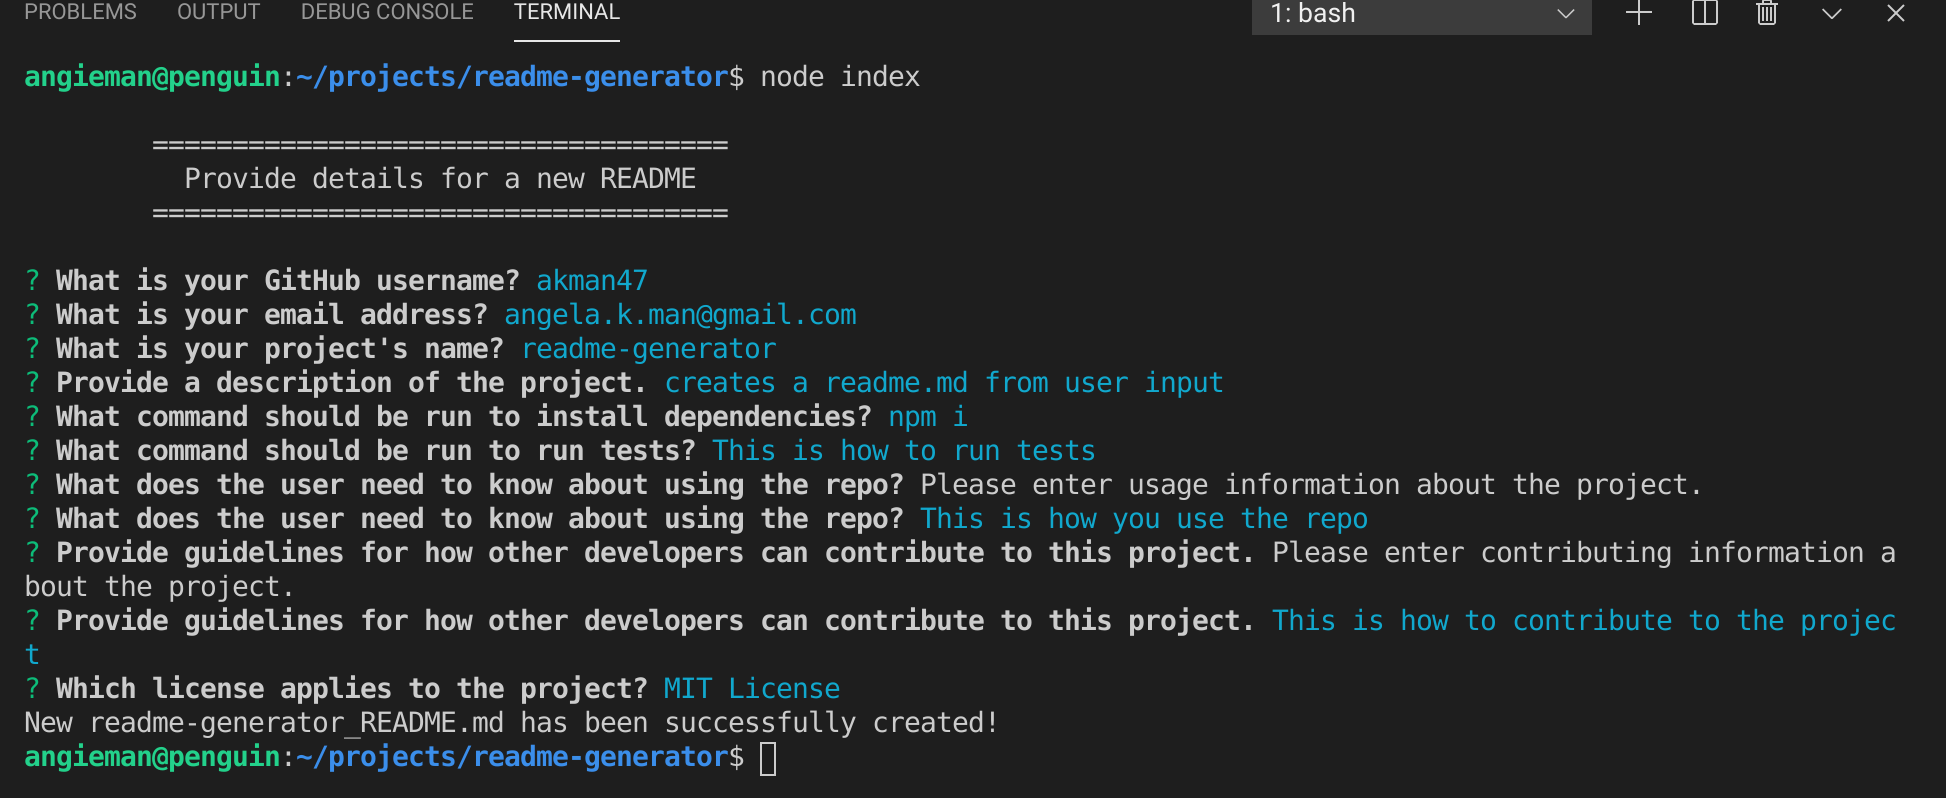 PROBLEMS OUTPUT DEBUG CONSOLE TERMINAL 1: bash
angieman@penguin:~/projects/readme-generator$ node index
====================================
Provide details for a new README
====================================
? What is your GitHub username? akman47
? What is your email address? angela.k.man@gmail.com
? What is your project's name? readme-generator
? Provide a description of the project. creates a readme.md from user input
? What command should be run to install dependencies? npm i
? What command should be run to run tests? This is how to run tests
? What does the user need to know about using the repo? Please enter usage information about the project.
? What does the user need to know about using the repo? This is how you use the repo
? Provide guidelines for how other developers can contribute to this project. Please enter contributing information a
bout the project.
? Provide guidelines for how other developers can contribute to this project. This is how to contribute to the projec
t
? Which license applies to the project? MIT License
New readme-generator_README.md has been successfully created!
angieman@penguin:~/projects/readme-generator$